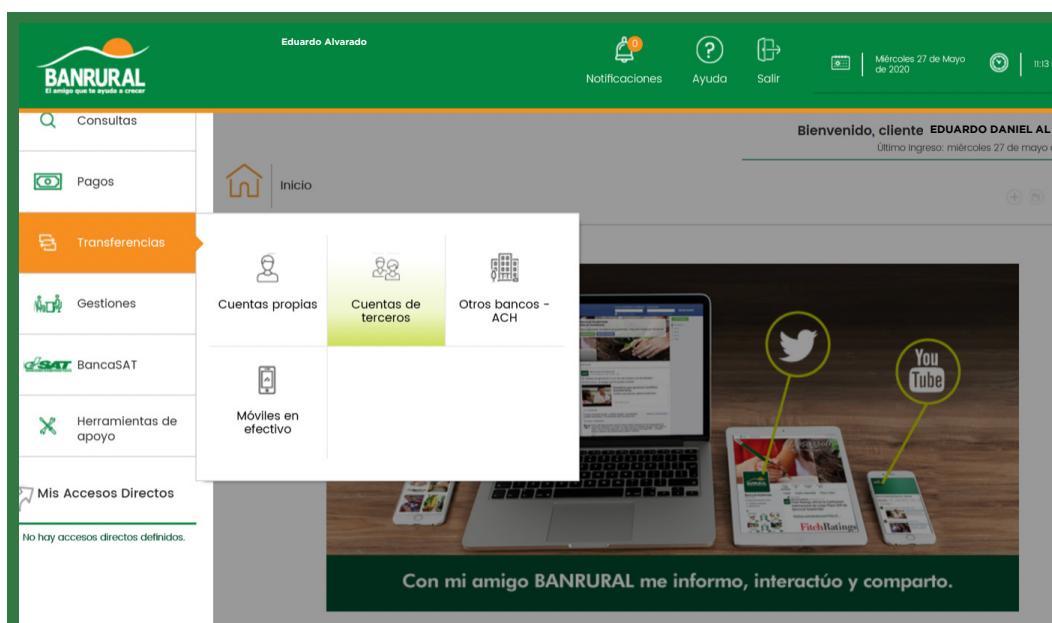 Eduardo Alvarado
BANRURAL
El amigo que te ayuda a crecer
0
Notificaciones
?
Ayuda
Salir
Miércoles 27 de Mayo
de 2020
11:13
Consultas
Bienvenido, cliente EDUARDO DANIEL AL
Último Ingreso: miércoles 27 de mayo
Pagos
Inicio
Transferencias
Cuentas propias
Cuentas de
terceros
Otros bancos -
ACH
Gestiones
SAT
BancaSAT
Móviles en
efectivo
Herramientas de
apoyo
Mis Accesos Directos
No hay accesos directos definidos.
You
Tube
FitchRatings
Con mi amigo BANRURAL me informo, interactúo y comparto.